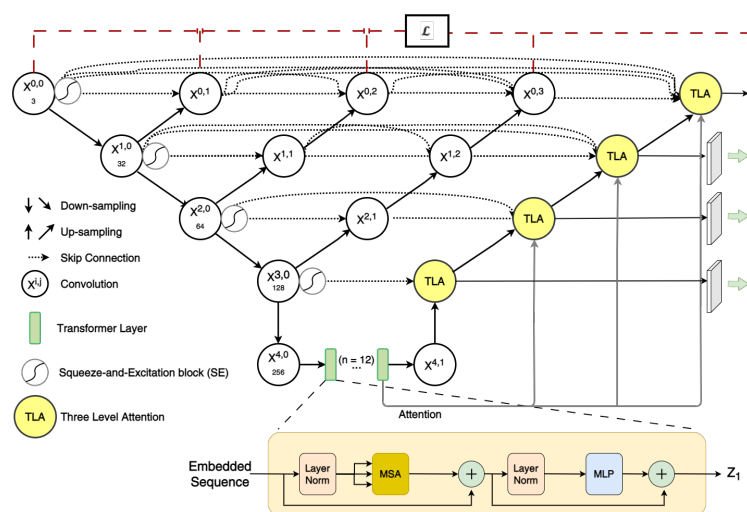 ℒ
X0,0
3
X0,1
X0,2
X0,3
TLA
X1,0
32
X1,1
X1,2
TLA
X2,0
64
X2,1
TLA
X3,0
128
TLA
X4,0
256
(n = 12)
...
X4,1
Attention
Down-sampling
Up-sampling
Skip Connection
Xi,j
Convolution
Transformer Layer
Squeeze-and-Excitation block (SE)
TLA
Three Level Attention
Embedded
Sequence
Layer
Norm
MSA
+
Layer
Norm
MLP
+
Z1